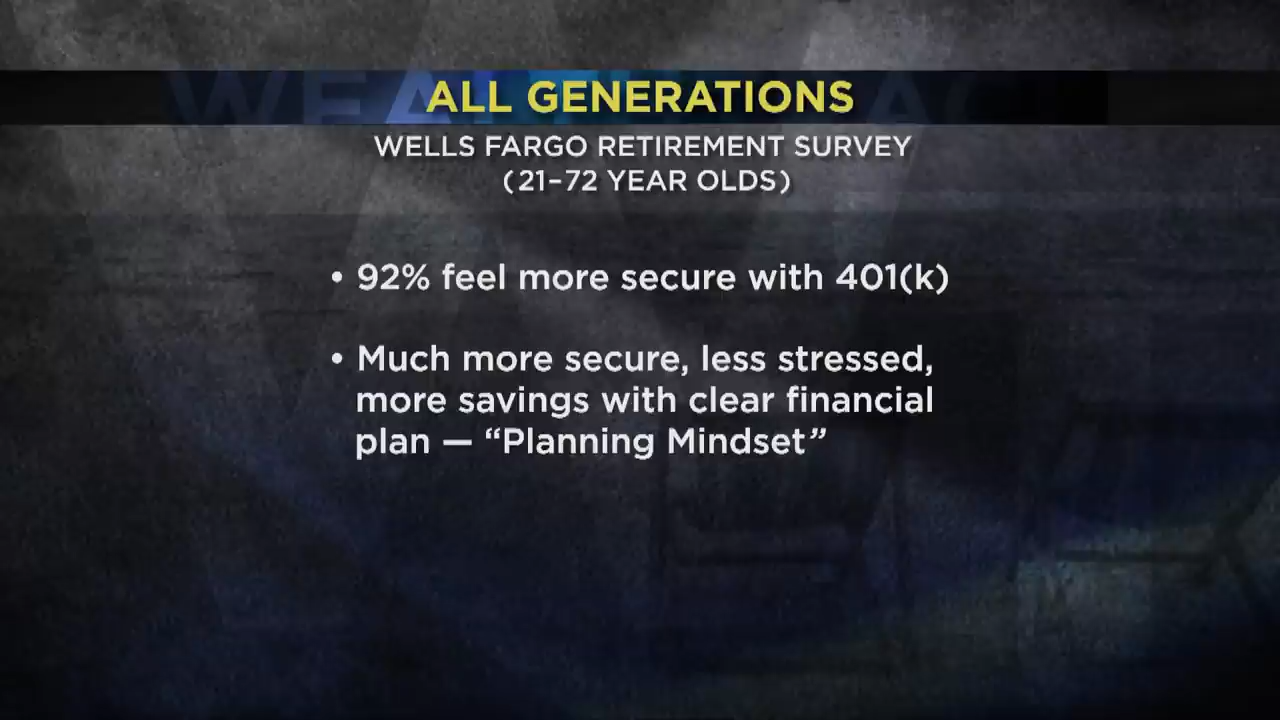 ALL GENERATIONS
WELLS FARGO RETIREMENT SURVEY
(21–72 YEAR OLDS)
• 92% feel more secure with 401(k)
• Much more secure, less stressed,
more savings with clear financial
plan — “Planning Mindset”